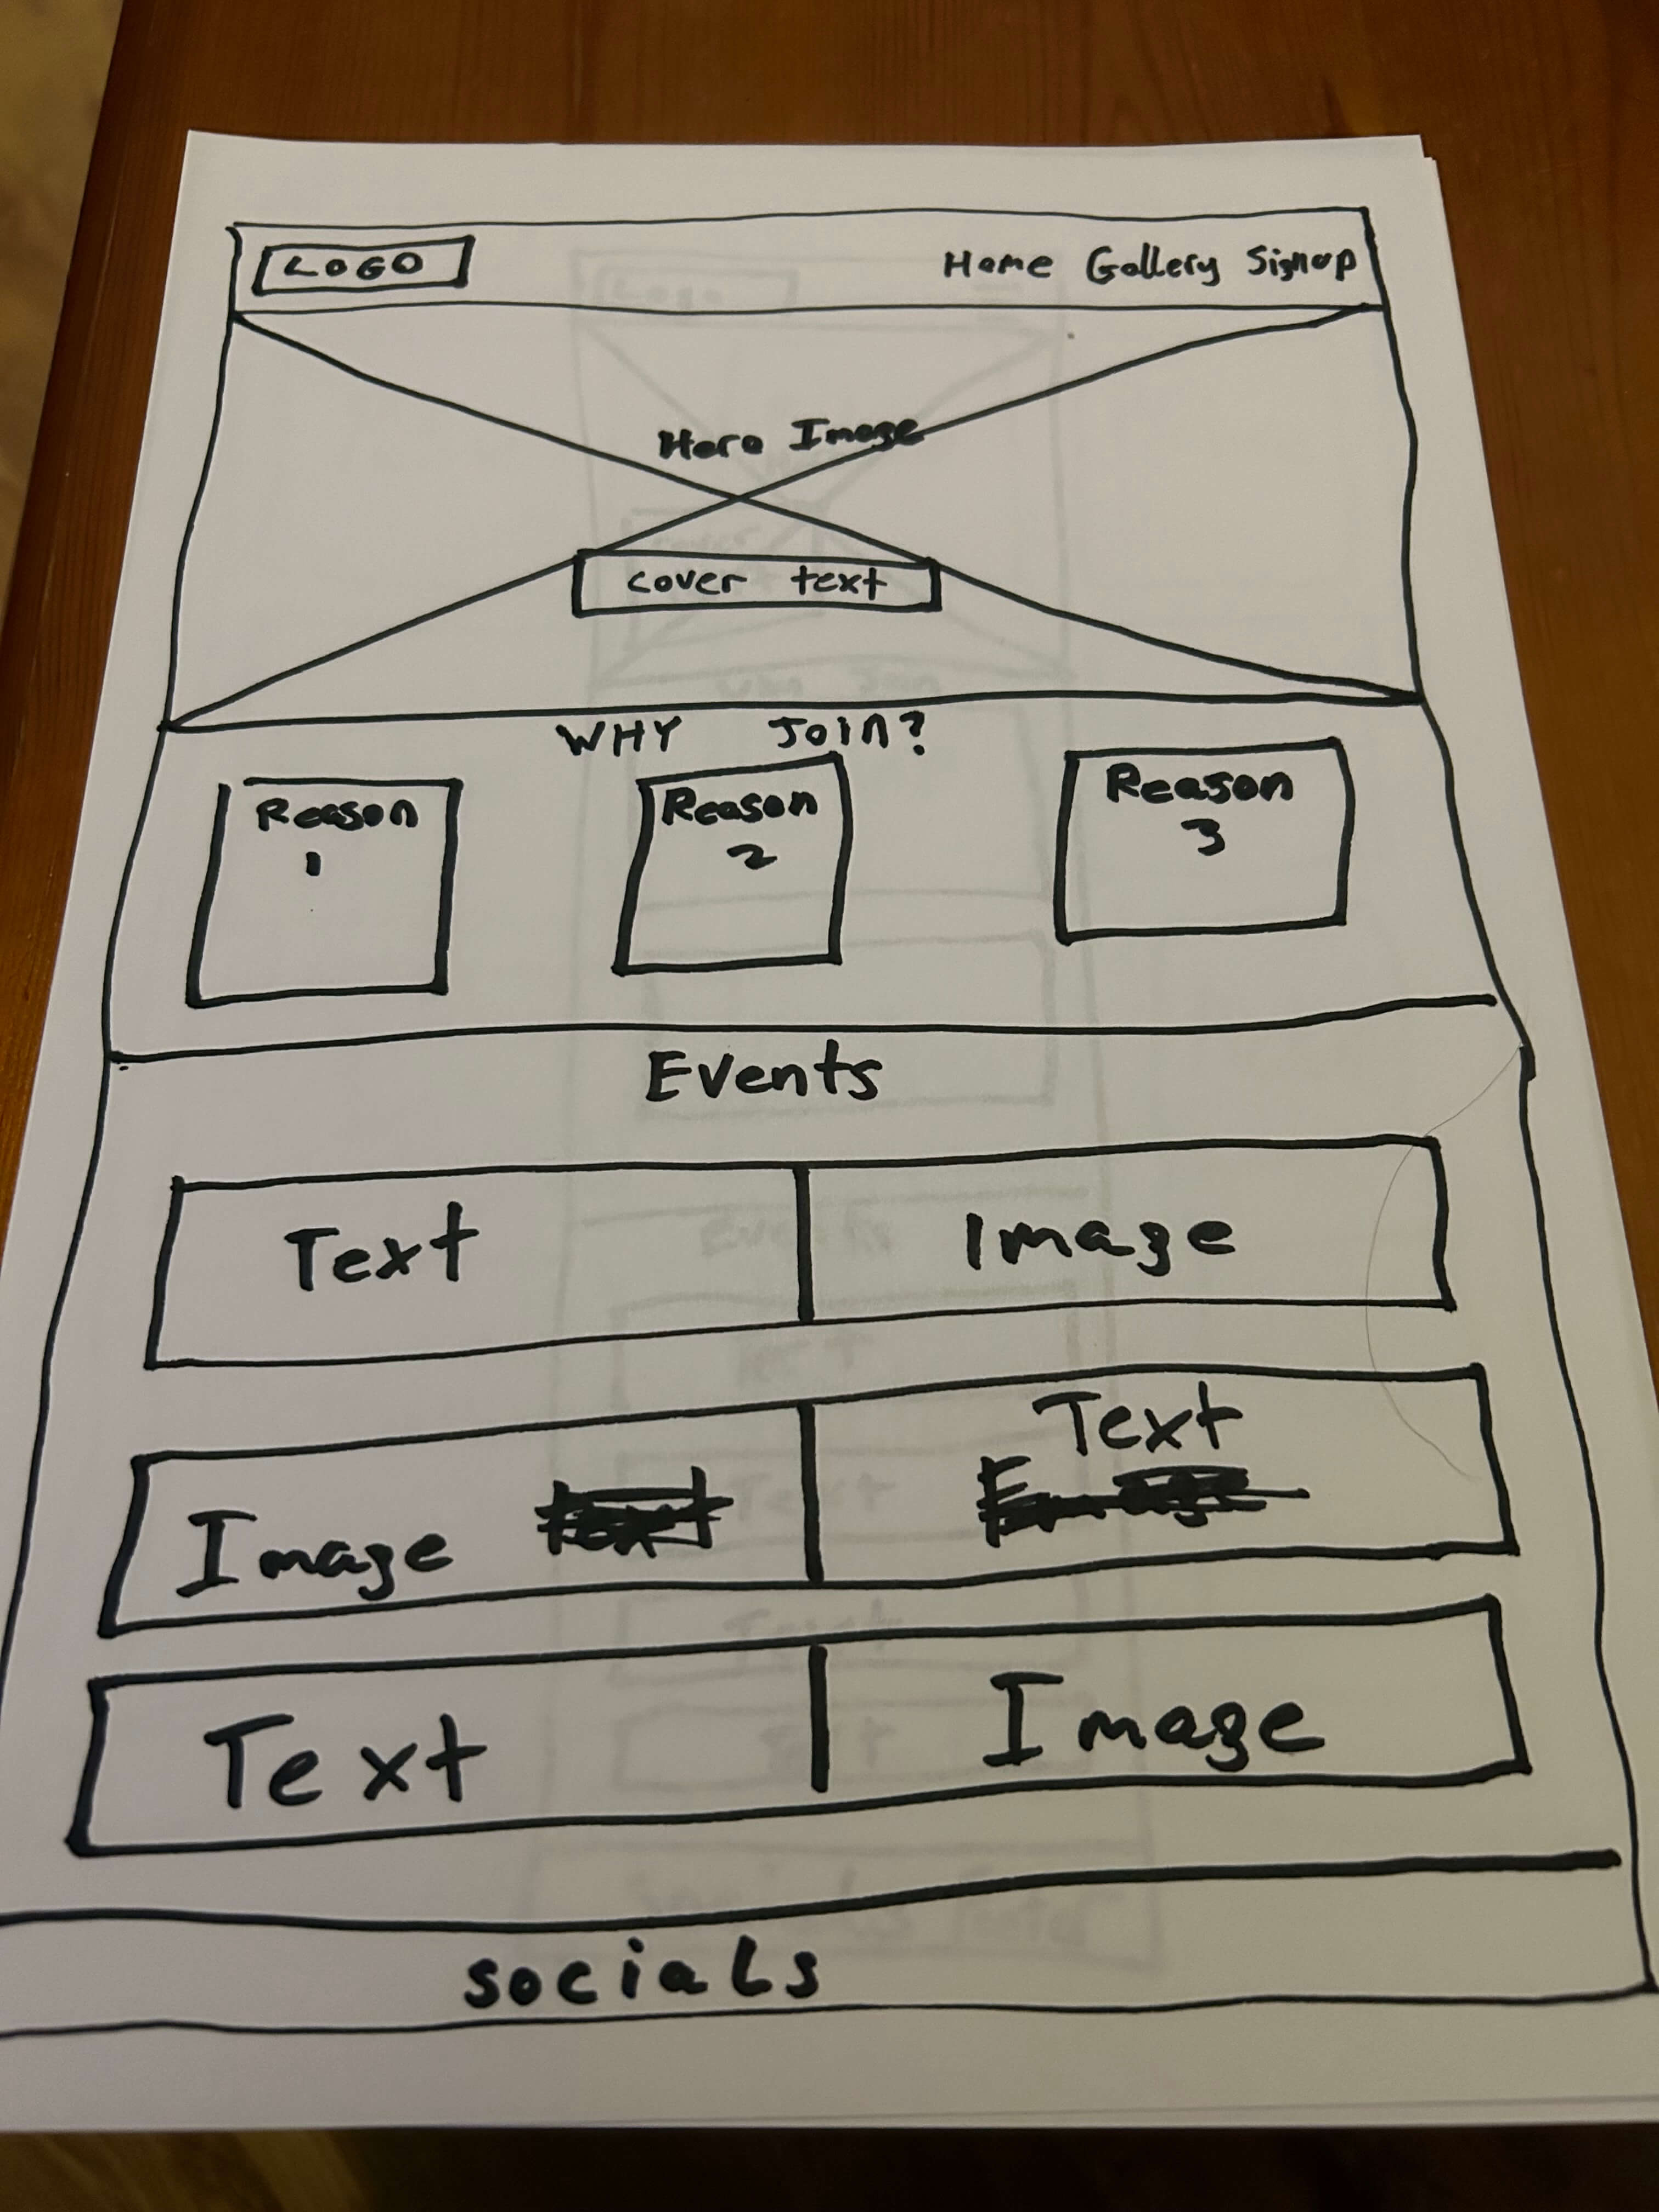 LOGO
Home Gallery Signup
Hero Image
cover text
WHY JOIN?
Reason
1
Reason
2
Reason
3
Events
Text
Image
Text
Image
Text
Image
socials